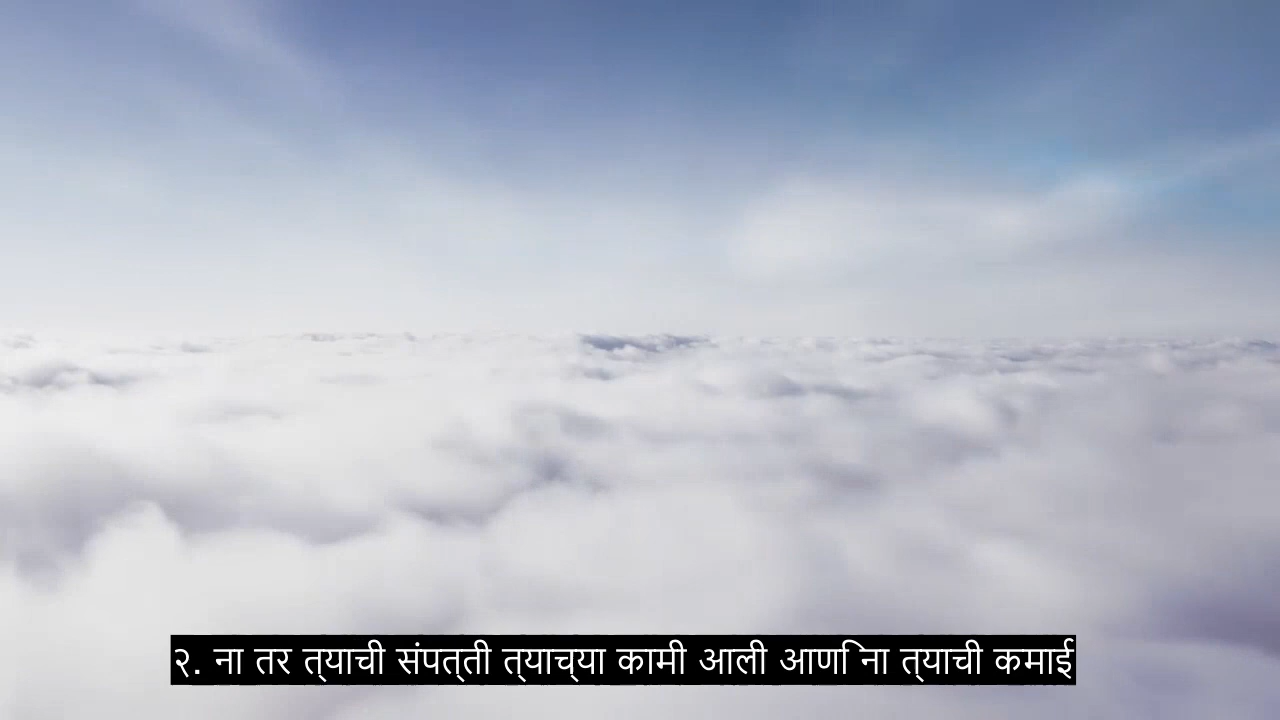 २. ना तर त्याची संपत्ती त्याच्या कामी आली आणि ना त्याची कमाई